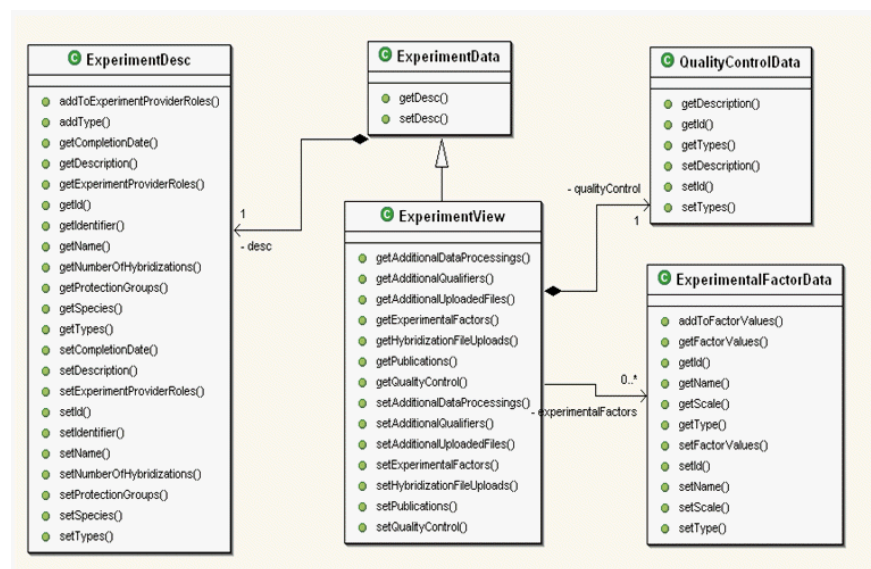 ExperimentDesc
addToExperimentProviderRoles()
addType()
getCompletionDate()
getDescription()
getExperimentProviderRoles()
getId()
getIdentifier()
getName()
getNumberOfHybridizations()
getProtectionGroups()
getSpecies()
getTypes()
setCompletionDate()
setDescription()
setExperimentProviderRoles()
setId()
setIdentifier()
setName()
setNumberOfHybridizations()
setProtectionGroups()
setSpecies()
setTypes()
1
- desc
ExperimentData
getDesc()
setDesc()
ExperimentView
getAdditionalDataProcessings()
getAdditionalQualifiers()
getAdditionalUploadedFiles()
getExperimentalFactors()
getHybridizationFileUploads()
getPublications()
getQualityControl()
setAdditionalDataProcessings()
setAdditionalQualifiers()
setAdditionalUploadedFiles()
setExperimentalFactors()
setHybridizationFileUploads()
setPublications()
setQualityControl()
- qualityControl
1
0..*
- experimentalFactors
QualityControlData
getDescription()
getId()
getTypes()
setDescription()
setId()
setTypes()
ExperimentalFactorData
addToFactorValues()
getFactorValues()
getId()
getName()
getScale()
getType()
setFactorValues()
setId()
setName()
setScale()
setType()